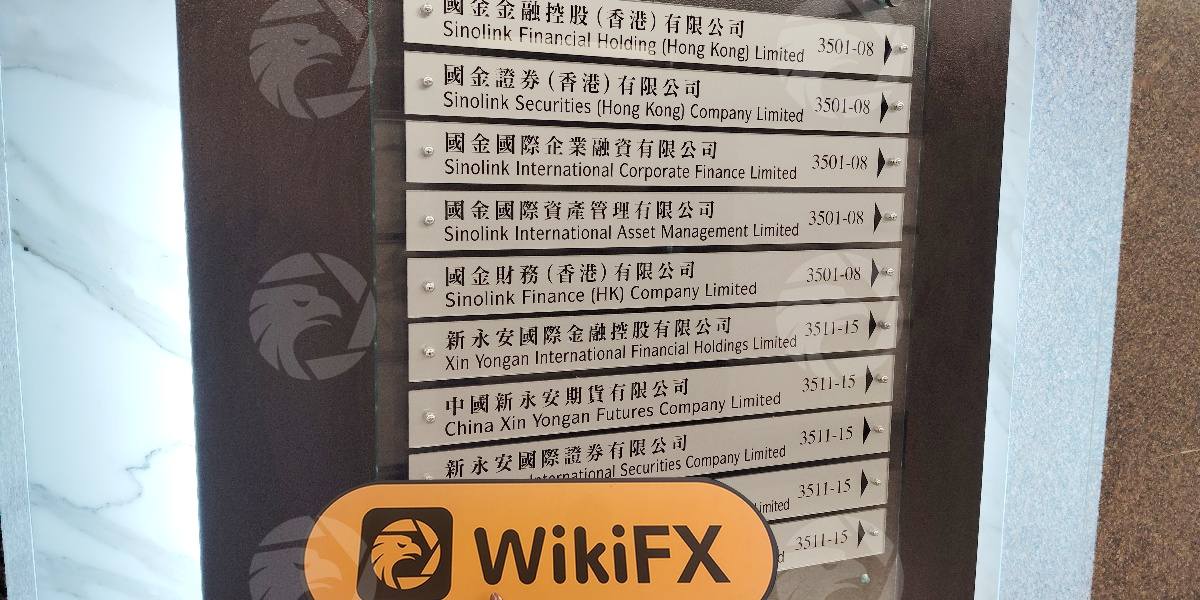 國金金融控股(香港)有限公司
Sinolink Financial Holding (Hong Kong) Limited 3501-08
國金證券(香港)有限公司
Sinolink Securities (Hong Kong) Company Limited 3501-08
國金國際企業融資有限公司
Sinolink International Corporate Finance Limited 3501-08
國金國際資產管理有限公司
Sinolink International Asset Management Limited 3501-08
國金財務(香港)有限公司
Sinolink Finance (HK) Company Limited 3501-08
新永安國際金融控股有限公司
Xin Yongan International Financial Holdings Limited 3511-15
中國新永安期貨有限公司
China Xin Yongan Futures Company Limited 3511-15
新永安國際證券有限公司
International Securities Company Limited 3511-15
Limited 3511-15
3511-15
WikiFX